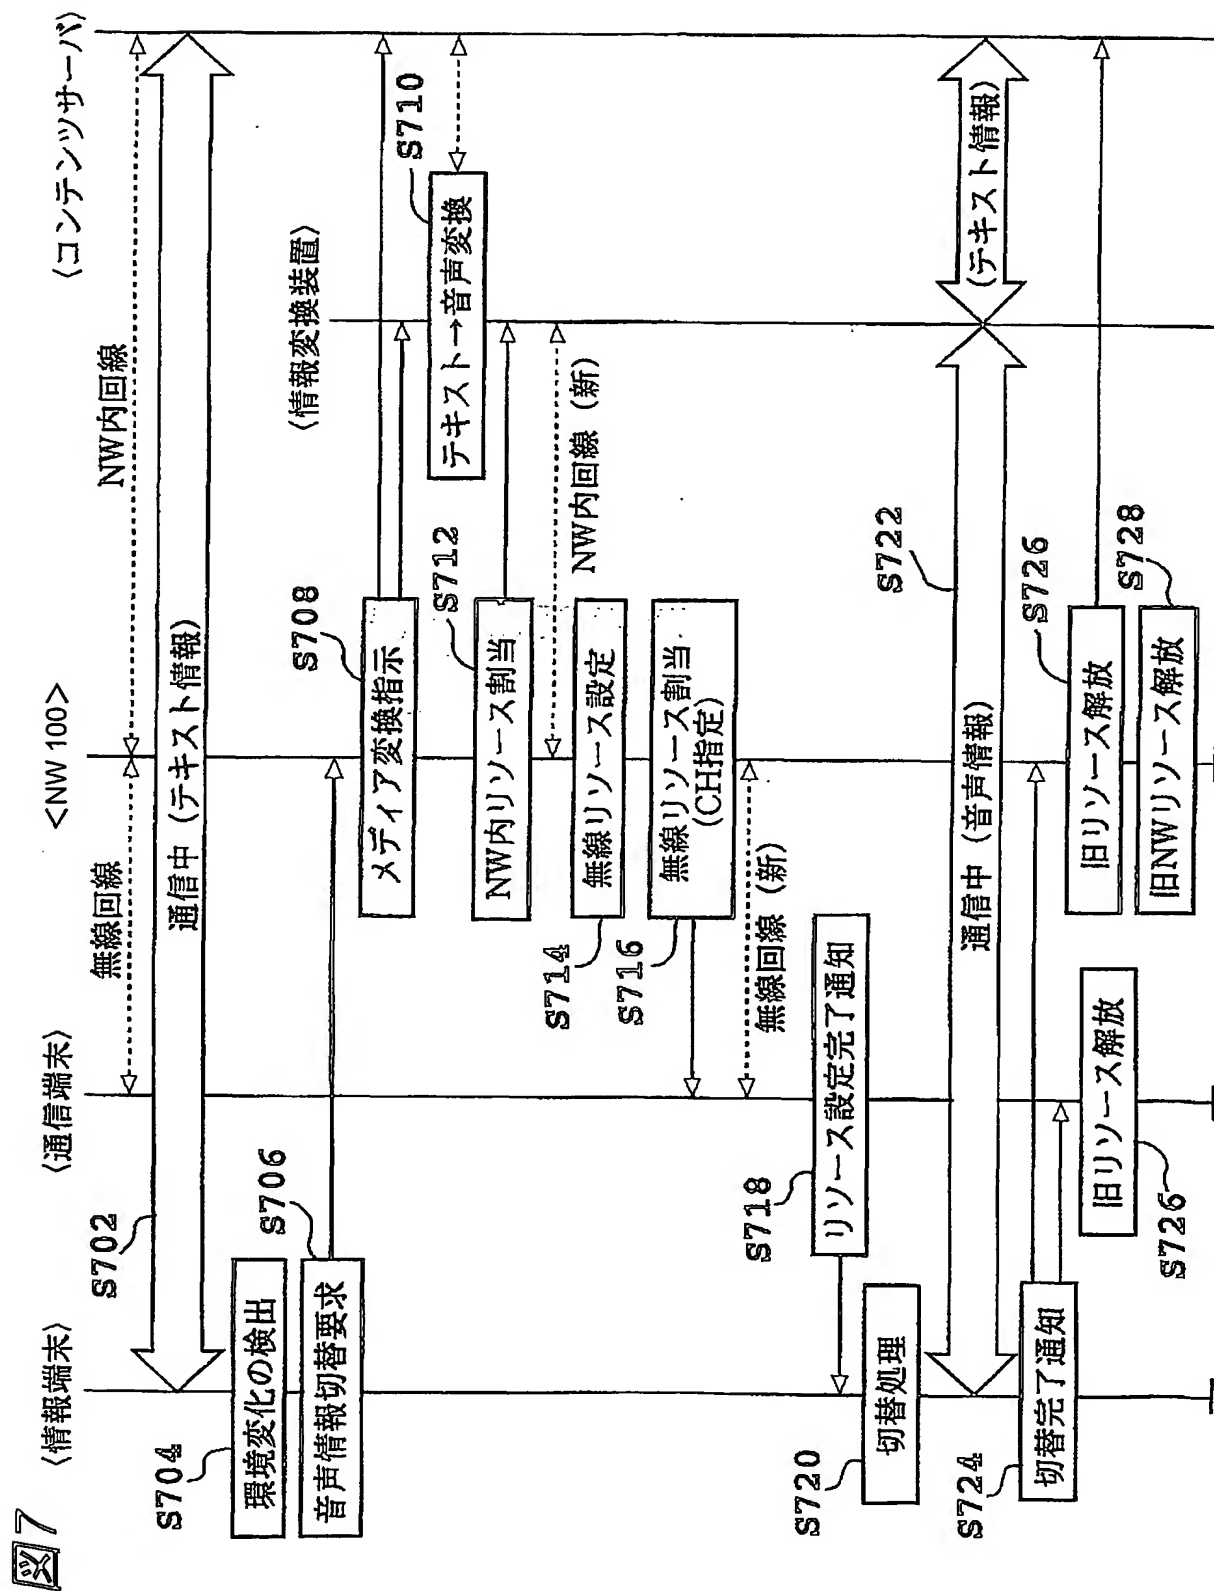 図7
〈情報端末〉
〈通信端末〉
<NW 100>
〈情報変換装置〉
〈コンテンツサーバ〉
無線回線
NW内回線
S702
通信中 (テキスト情報)
S704
環境変化の検出
S706
音声情報切替要求
S708
メディア変換指示
S710
テキスト→音声変換
S712
NW内リソース割当
NW内回線 (新)
S714
無線リソース設定
S716
無線リソース割当
(CH指定)
無線回線 (新)
S718
リソース設定完了通知
S720
切替処理
S722
通信中 (音声情報)
(テキスト情報)
S724
切替完了通知
S726
旧リソース解放
S726
旧リソース解放
S728
旧NWリソース解放